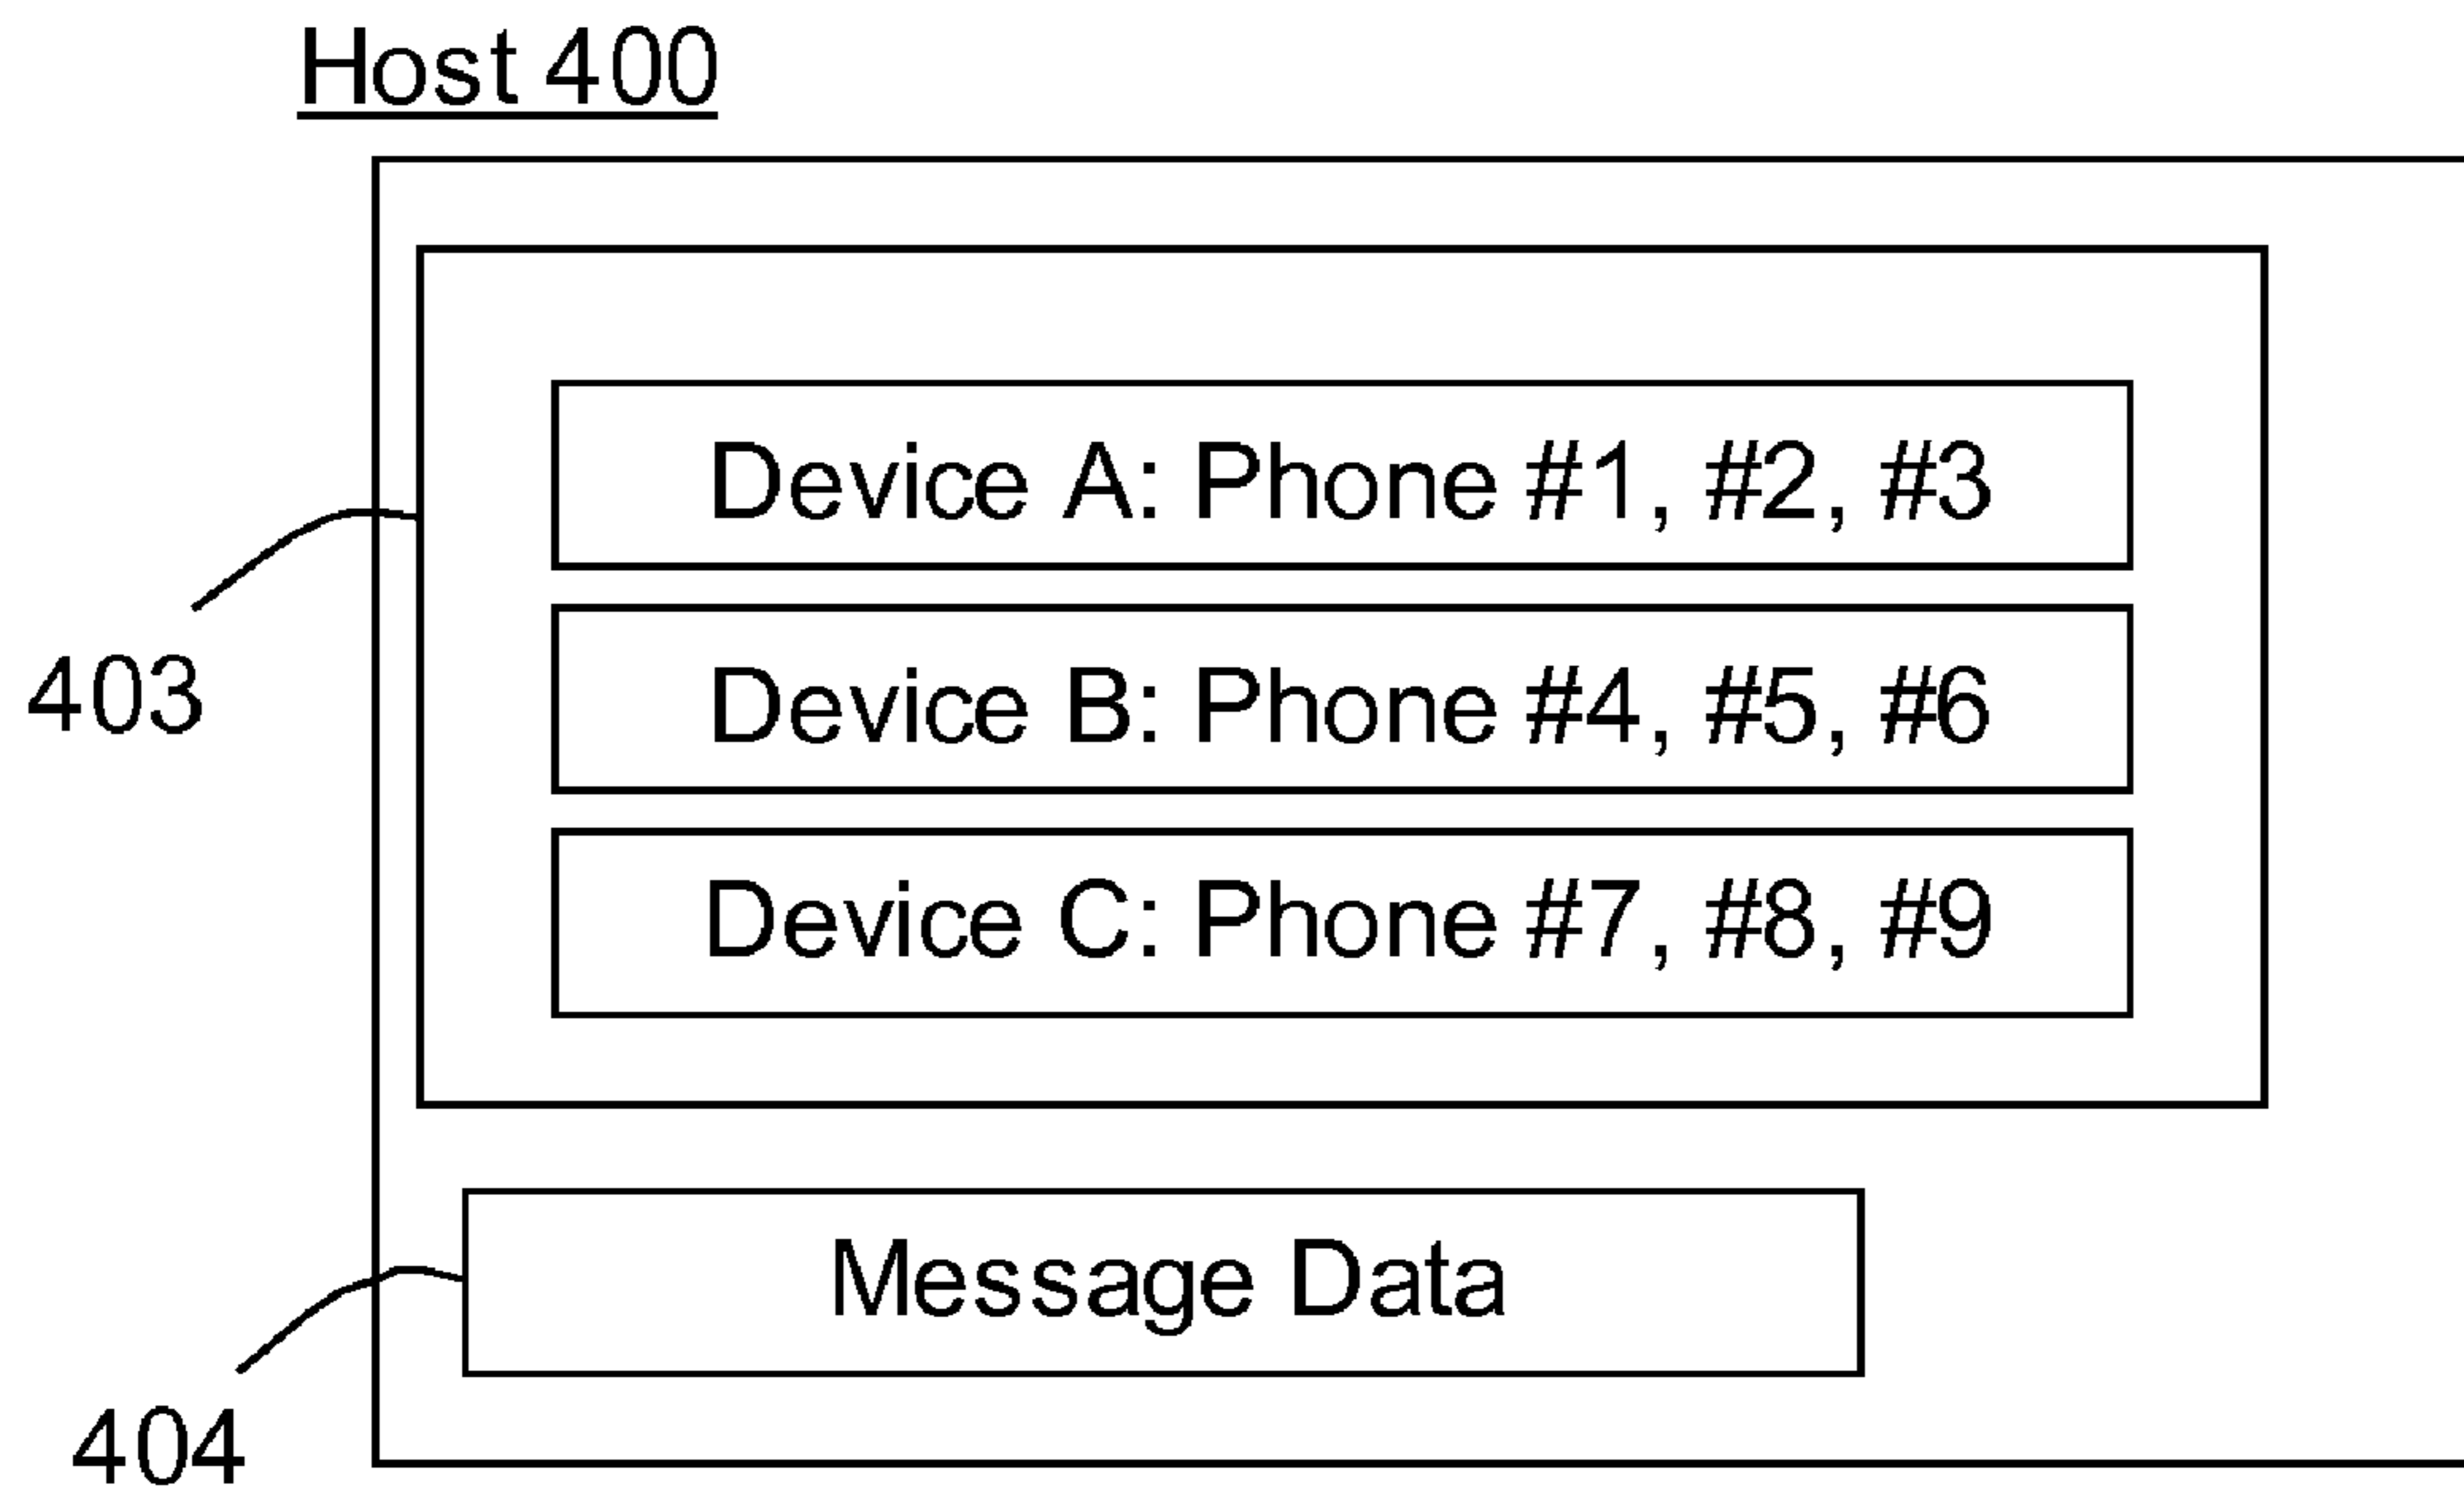 Host 400
Device A: Phone #1, #2, #3
403
Device B: Phone #4, #5, #6
Device C: Phone #7, #8, #9
Message Data
404